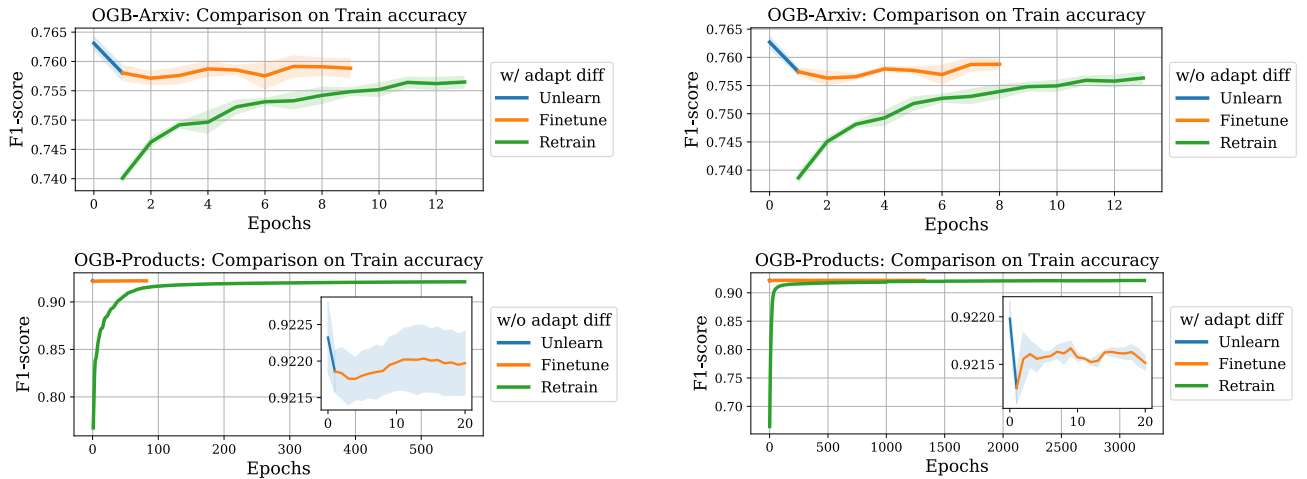 OGB-Arxiv: Comparison on Train accuracy
0.765
0.760
0.755
0.750
0.745
0.740
F1-score
0 2 4 6 8 10 12
Epochs
w/ adapt diff
Unlearn
Finetune
Retrain
OGB-Arxiv: Comparison on Train accuracy
0.765
0.760
0.755
0.750
0.745
0.740
F1-score
0 2 4 6 8 10 12
Epochs
w/o adapt diff
Unlearn
Finetune
Retrain
OGB-Products: Comparison on Train accuracy
0.90
0.85
0.80
F1-score
0.9225
0.9220
0.9215
0 10 20
0 100 200 300 400 500
Epochs
w/o adapt diff
Unlearn
Finetune
Retrain
OGB-Products: Comparison on Train accuracy
0.90
0.85
0.80
0.75
0.70
F1-score
0.9220
0.9215
0 10 20
0 500 1000 1500 2000 2500 3000
Epochs
w/ adapt diff
Unlearn
Finetune
Retrain